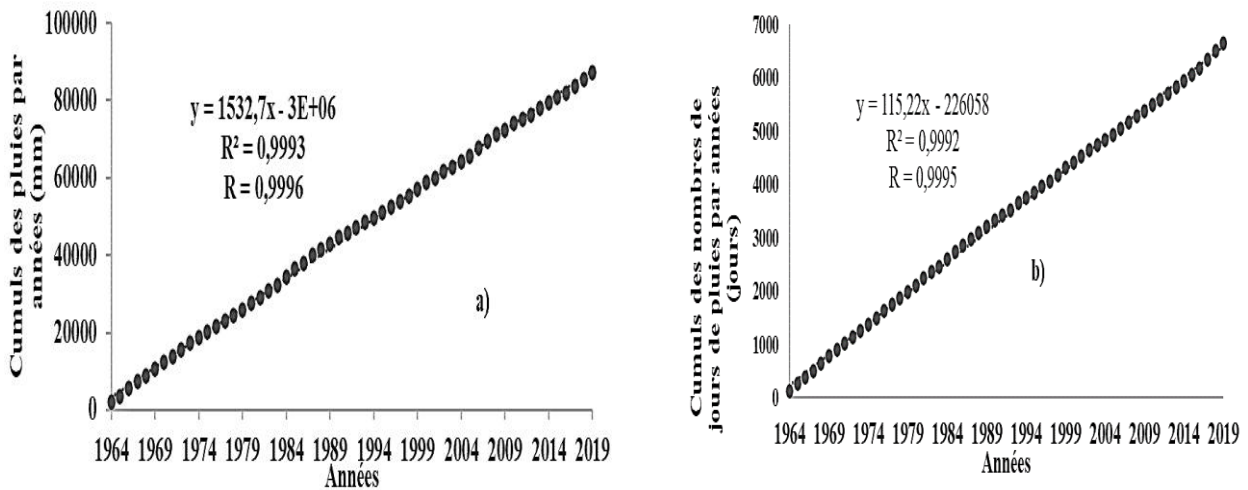 Cumuls des pluies par
années (mm)
100000
80000
60000
40000
20000
0
y = 1532,7x - 3E+06
R² = 0,9993
R = 0,9996
a)
1964 1969 1974 1979 1984 1989 1994 1999 2004 2009 2014 2019
Années
Cumuls des nombres de
jours de pluies par années
(jours)
7000
6000
5000
4000
3000
2000
1000
0
y = 115,22x - 226058
R² = 0,9992
R = 0,9995
b)
1964 1969 1974 1979 1984 1989 1994 1999 2004 2009 2014 2019
Années